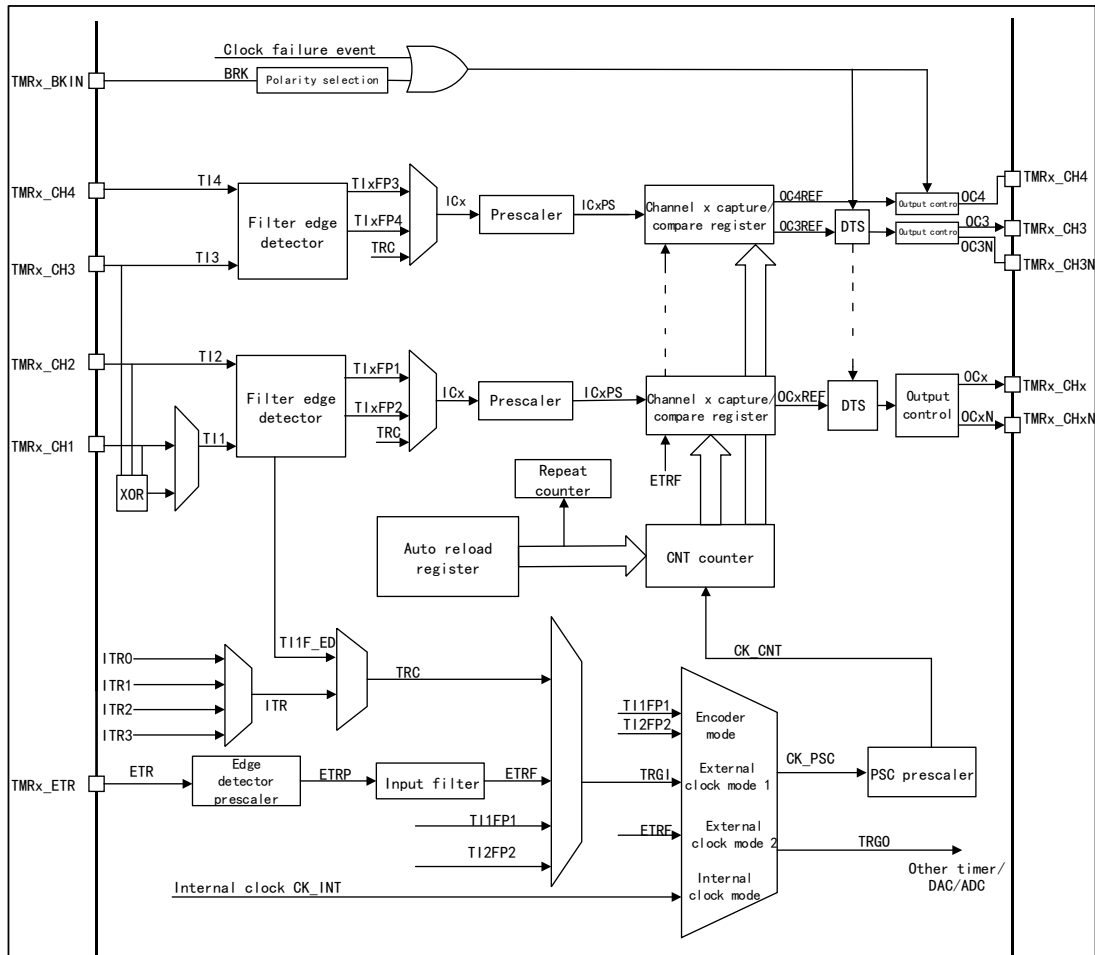 Clock failure event
BRK
Polarity selection
TMRx_BKIN
TMRx_CH4
TI4
TIxFP3
ICx
Prescaler
ICxPS
Channel x capture/
compare register
OC4REF
Output contro
OC4
TMRx_CH4
Filter edge
detector
TIxFP4
TRC
OC3REF
DTS
Output contro
OC3
TMRx_CH3
OC3N
TMRx_CH3N
TMRx_CH3
TI3
TMRx_CH2
TI2
TIxFP1
Filter edge
detector
TIxFP2
TRC
ICx
Prescaler
ICxPS
Channel x capture/
compare register
OCxREF
DTS
Output
control
OCx
TMRx_CHx
OCxN
TMRx_CHxN
TMRx_CH1
TI1
XOR
ETRF
Repeat
counter
Auto reload
register
CNT counter
TI1F_ED
CK_CNT
ITR0
ITR1
ITR2
ITR3
ITR
TRC
TI1FP1
TI2FP2
Encoder
mode
TMRx_ETR
ETR
Edge
detector
prescaler
ETRP
Input filter
ETRF
TRGI
External
clock mode 1
CK_PSC
PSC prescaler
TI1FP1
TI2FP2
ETRF
External
clock mode 2
TRGO
Other timer/
DAC/ADC
Internal clock CK_INT
Internal
clock mode